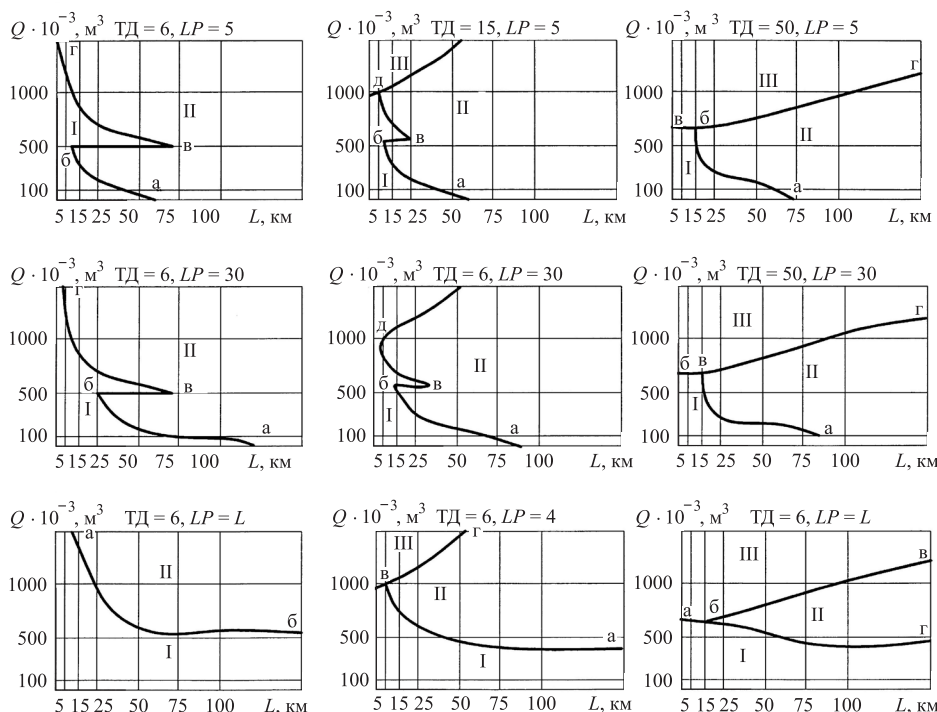 Q · 10⁻³, м³ ТД = 6, LP = 5
г
1000
II
I
500
б
в
100
а
5 15 25 50 75 100 L, км
Q · 10⁻³, м³ ТД = 15, LP = 5
III
д
1000
II
б
в
500
I
100
а
5 15 25 50 75 100 L, км
Q · 10⁻³, м³ ТД = 50, LP = 5
г
III
1000
в б
II
500
I
100
а
5 15 25 50 75 100 L, км
Q · 10⁻³, м³ ТД = 6, LP = 30
г
1000
II
б
500
в
I
100
а
5 15 25 50 75 100 L, км
Q · 10⁻³, м³ ТД = 6, LP = 30
д
1000
II
б
в
500
I
100
а
5 15 25 50 75 100 L, км
Q · 10⁻³, м³ ТД = 50, LP = 30
г
III
1000
б в
II
500
I
100
а
5 15 25 50 75 100 L, км
Q · 10⁻³, м³ ТД = 6, LP = L
а
II
1000
б
500
I
100
5 15 25 50 75 100 L, км
Q · 10⁻³, м³ ТД = 6, LP = 4
г
III
в
1000
II
а
500
I
100
5 15 25 50 75 100 L, км
Q · 10⁻³, м³ ТД = 6, LP = L
III
в
1000
а б
II
г
500
I
100
5 15 25 50 75 100 L, км